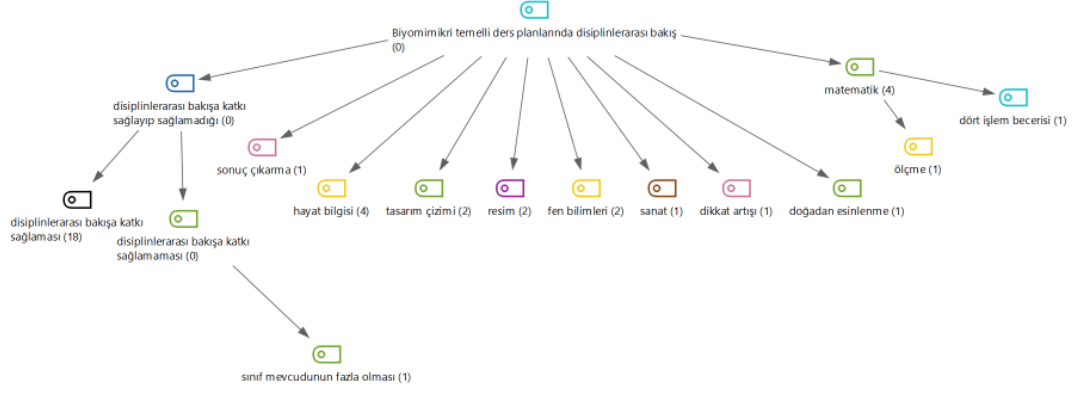 Biyomimikri temelli ders planlarında disiplinlerarası bakış
(0)
disiplinlerarası bakışa katkı
sağlayıp sağlamadığı (0)
matematik (4)
dört işlem becerisi (1)
sonuç çıkarma (1)
ölçme (1)
hayat bilgisi (4)
tasarım çizimi (2)
resim (2)
fen bilimleri (2)
sanat (1)
dikkat artışı (1)
doğadan esinlenme (1)
disiplinlerarası bakışa katkı
sağlaması (18)
disiplinlerarası bakışa katkı
sağlamaması (0)
sınıf mevcudunun fazla olması (1)